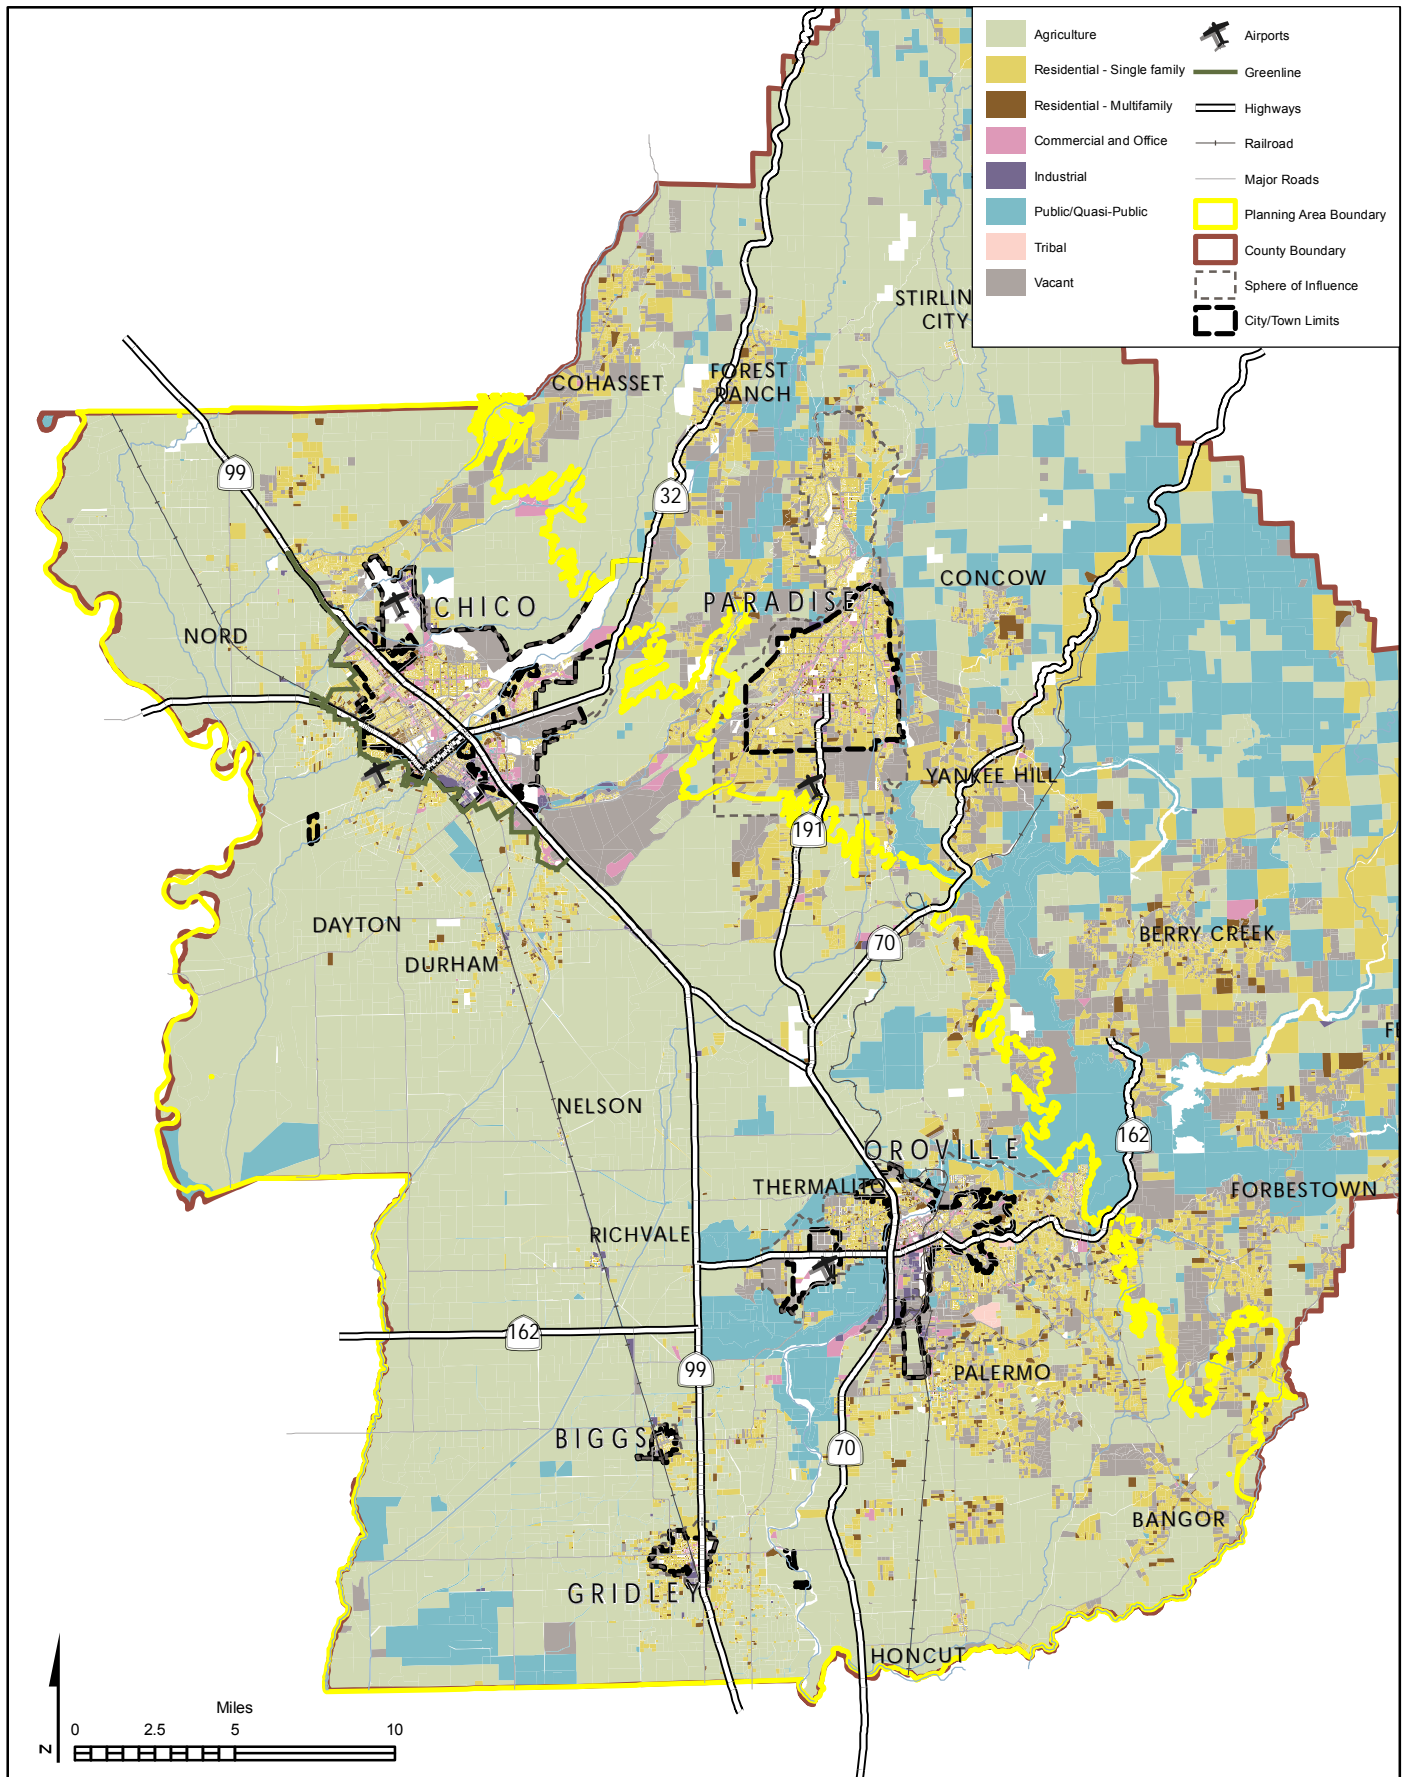 Agriculture
Residential - Single family
Residential - Multifamily
Commercial and Office
Industrial
Public/Quasi-Public
Tribal
Vacant
Airports
Greenline
Highways
Railroad
Major Roads
Planning Area Boundary
County Boundary
Sphere of Influence
City/Town Limits
STIRLIN
CITY
COHASSET
FOREST
RANCH
99
32
CONCOW
CHICO
PARADISE
NORD
YANKEE HILL
191
DAYTON
DURHAM
70
BERRY CREEK
FE
NELSON
162
OROVILLE
THERMALITO
FORBESTOWN
RICHVALE
162
99
PALERMO
BIGGS
70
BANGOR
GRIDLEY
HONCUT
Miles
0 2.5 5 10
N